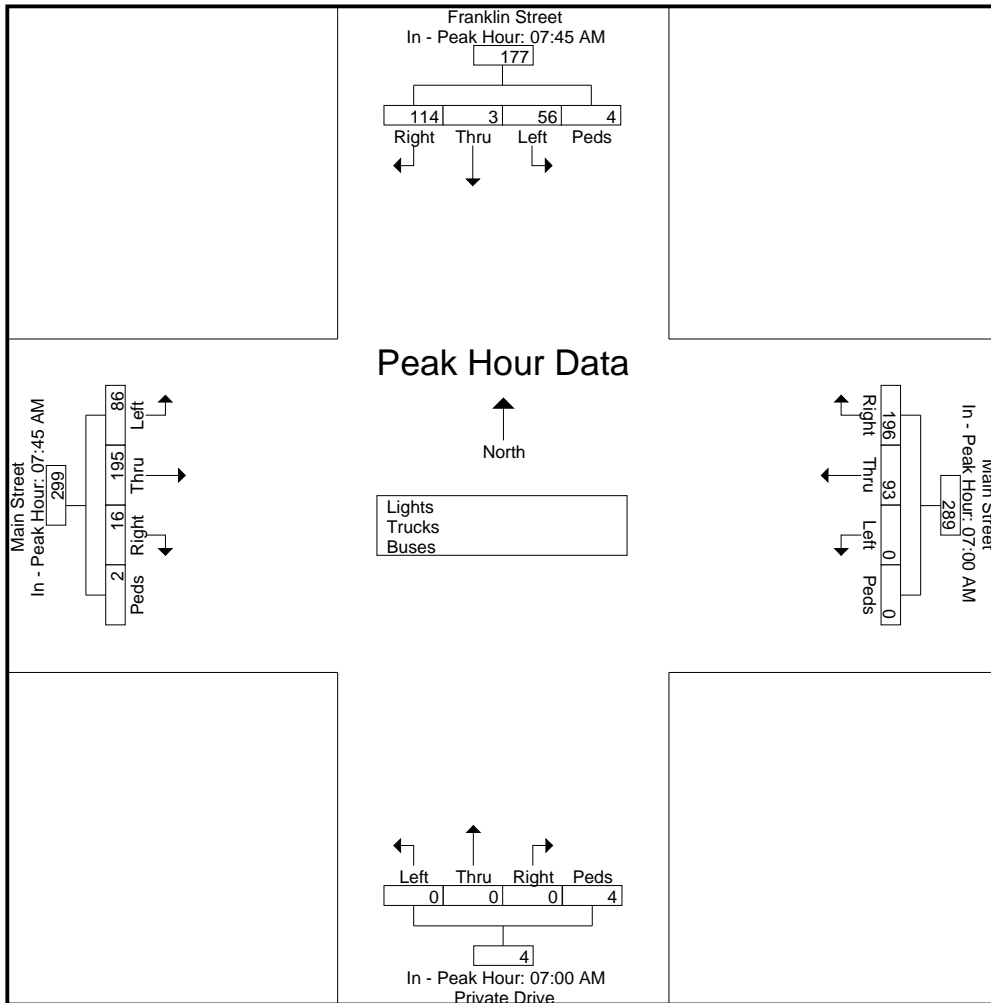 Franklin Street
In - Peak Hour: 07:45 AM
177
114 3 56 4
Right Thru Left Peds
Peak Hour Data
North
Lights
Trucks
Buses
Main Street
In - Peak Hour: 07:45 AM
299
86 195 16 2
Left Thru Right Peds
Main Street
In - Peak Hour: 07:00 AM
289
196 93 0 0
Right Thru Left Peds
Left Thru Right Peds
0 0 0 4
4
In - Peak Hour: 07:00 AM
Private Drive